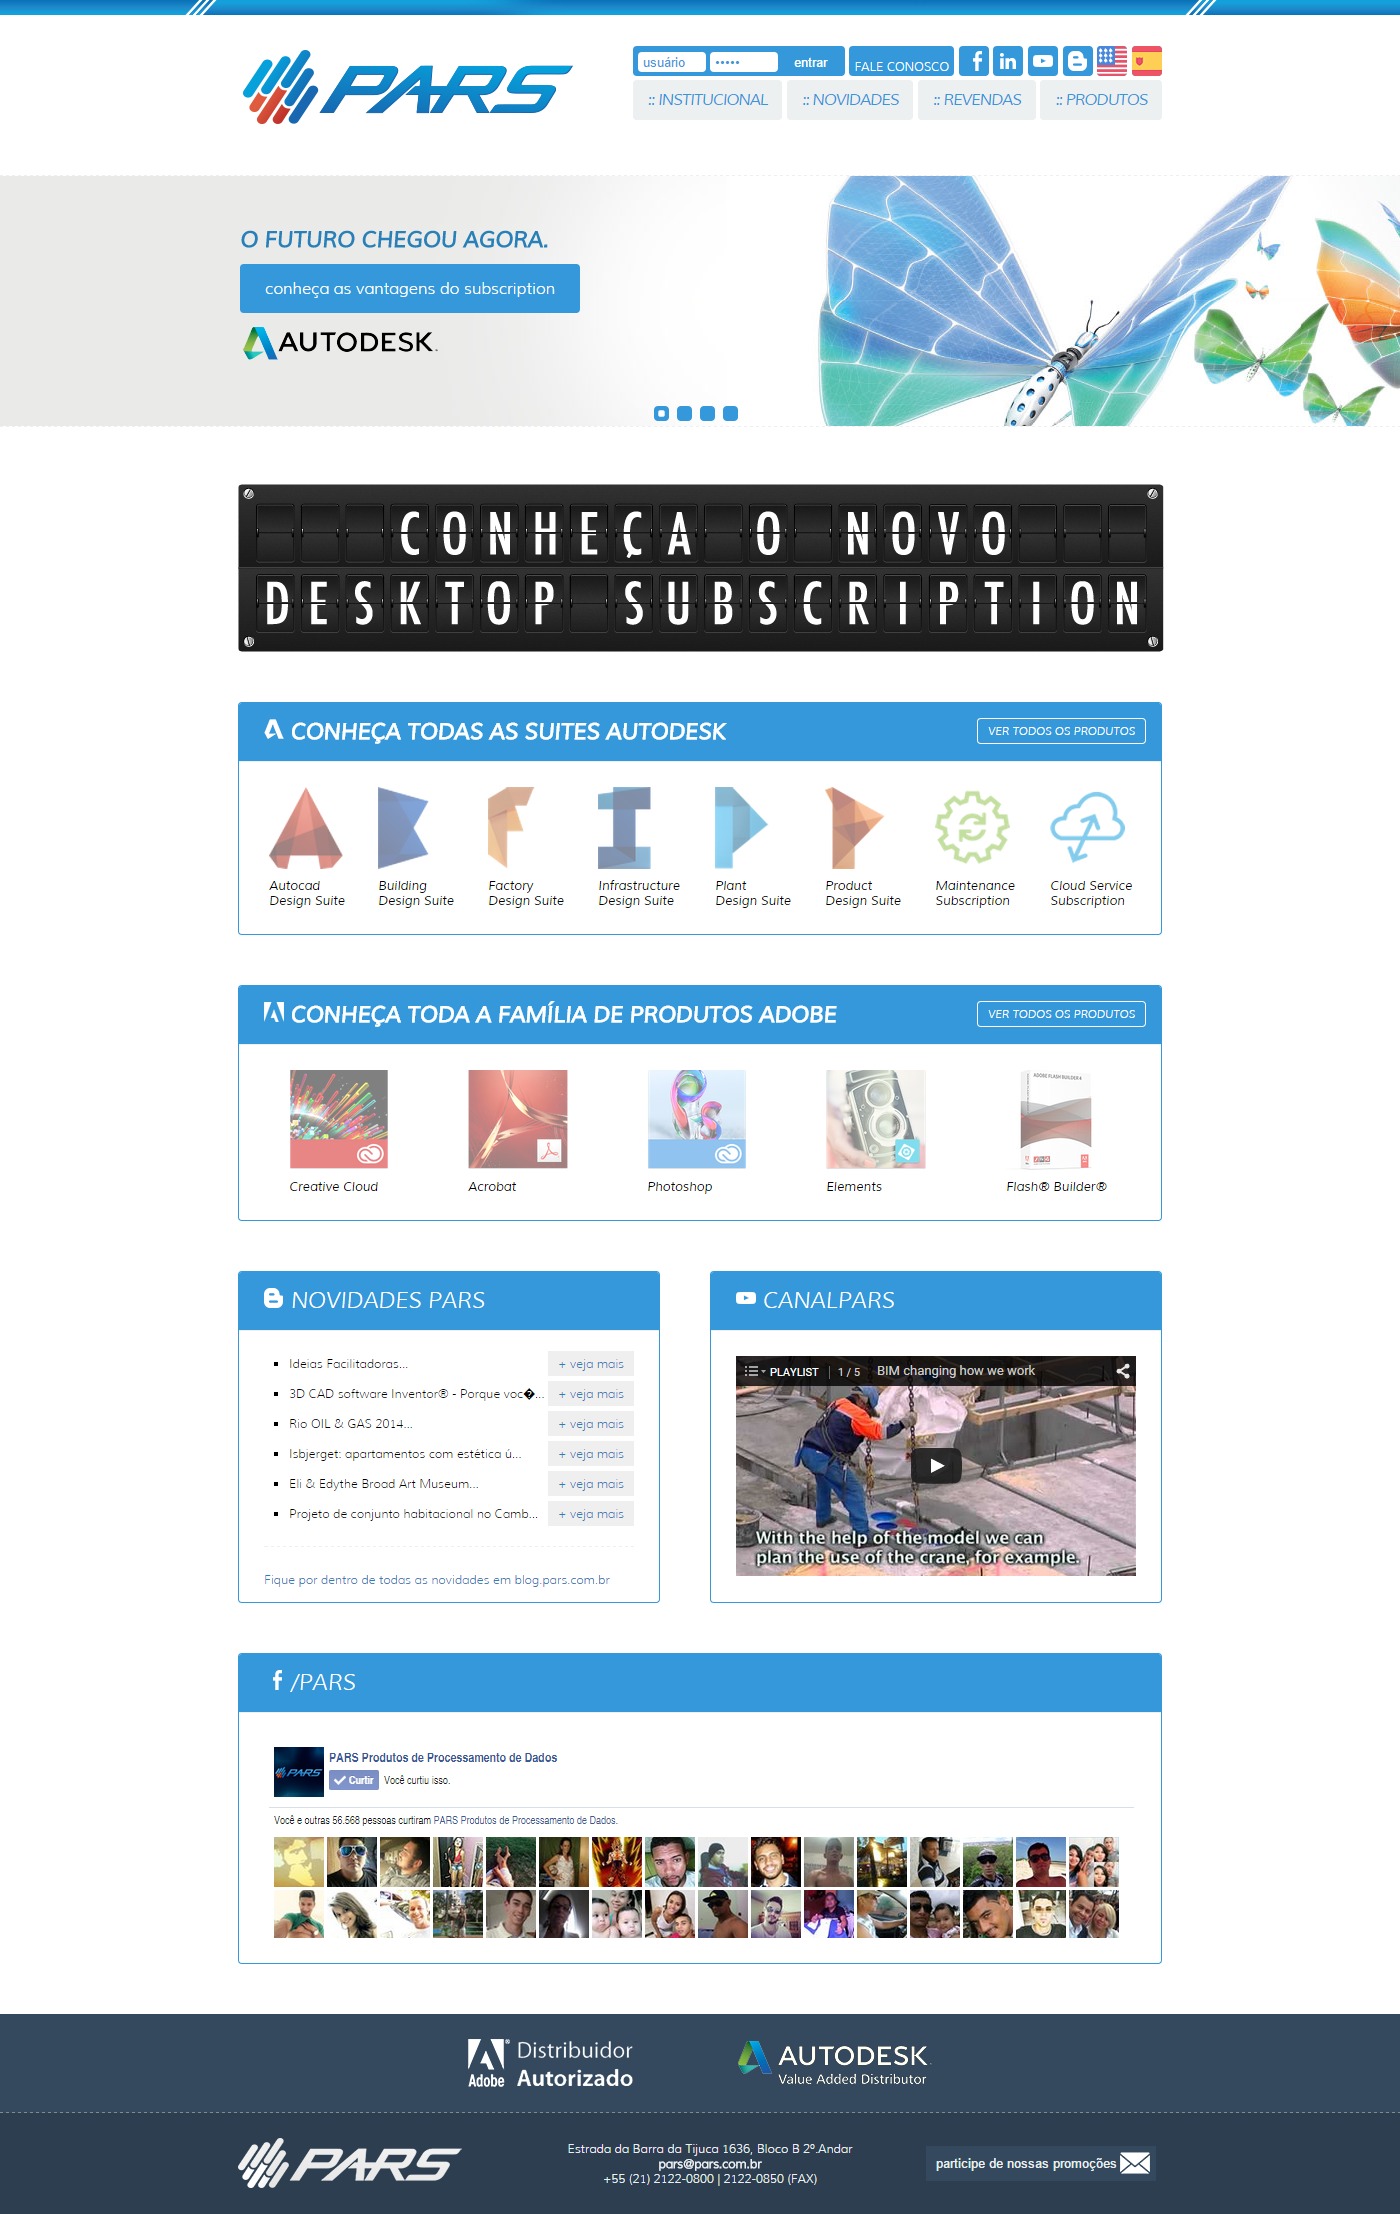 PARS
usuário ••••• entrar FALE CONOSCO
:: INSTITUCIONAL :: NOVIDADES :: REVENDAS :: PRODUTOS
O FUTURO CHEGOU AGORA.
conheça as vantagens do subscription
AUTODESK
CONHEÇA O NOVO
DESKTOP SUBSCRIPTION
CONHEÇA TODAS AS SUITES AUTODESK
VER TODOS OS PRODUTOS
Autocad
Design Suite
Building
Design Suite
Factory
Design Suite
Infrastructure
Design Suite
Plant
Design Suite
Product
Design Suite
Maintenance
Subscription
Cloud Service
Subscription
CONHEÇA TODA A FAMÍLIA DE PRODUTOS ADOBE
VER TODOS OS PRODUTOS
ADOBE FLASH BUILDER 4
Creative Cloud
Acrobat
Photoshop
Elements
Flash® Builder®
NOVIDADES PARS
Ideias Facilitadoras... + veja mais
3D CAD software Inventor® - Porque voc�... + veja mais
Rio OIL & GAS 2014... + veja mais
Isbjerget: apartamentos com estética ú... + veja mais
Eli & Edythe Broad Art Museum... + veja mais
Projeto de conjunto habitacional no Camb... + veja mais
Fique por dentro de todas as novidades em blog.pars.com.br
CANALPARS
PLAYLIST 1 / 5 BIM changing how we work
With the help of the model we can
plan the use of the crane, for example.
/PARS
PARS
PARS Produtos de Processamento de Dados
Curtir Você curtiu isso.
Você e outras 56.568 pessoas curtiram PARS Produtos de Processamento de Dados.
Adobe®
Distribuidor
Autorizado
AUTODESK
Value Added Distributor
PARS
Estrada da Barra da Tijuca 1636, Bloco B 2º.Andar
pars@pars.com.br
+55 (21) 2122-0800 | 2122-0850 (FAX)
participe de nossas promoções